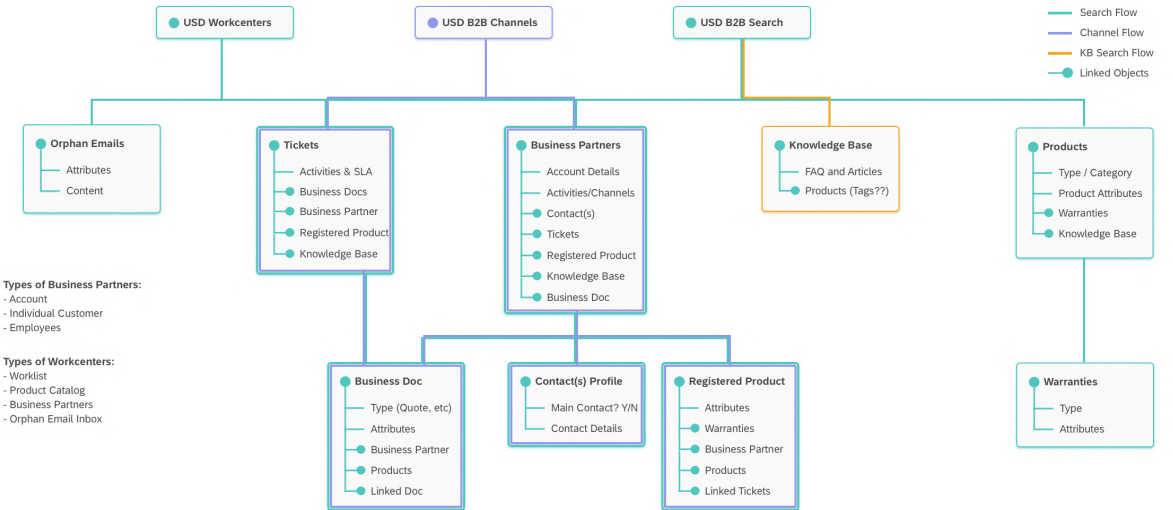 USD Workcenters
USD B2B Channels
USD B2B Search
Search Flow
Channel Flow
KB Search Flow
Linked Objects
Orphan Emails
Attributes
Content
Tickets
Activities & SLA
Business Docs
Business Partner
Registered Product
Knowledge Base
Business Partners
Account Details
Activities/Channels
Contact(s)
Tickets
Registered Product
Knowledge Base
Business Doc
Knowledge Base
FAQ and Articles
Products (Tags??)
Products
Type / Category
Product Attributes
Warranties
Knowledge Base
Types of Business Partners:
- Account
- Individual Customer
- Employees
Types of Workcenters:
- Worklist
- Product Catalog
- Business Partners
- Orphan Email Inbox
Business Doc
Type (Quote, etc)
Attributes
Business Partner
Products
Linked Doc
Contact(s) Profile
Main Contact? Y/N
Contact Details
Registered Product
Attributes
Warranties
Business Partner
Products
Linked Tickets
Warranties
Type
Attributes